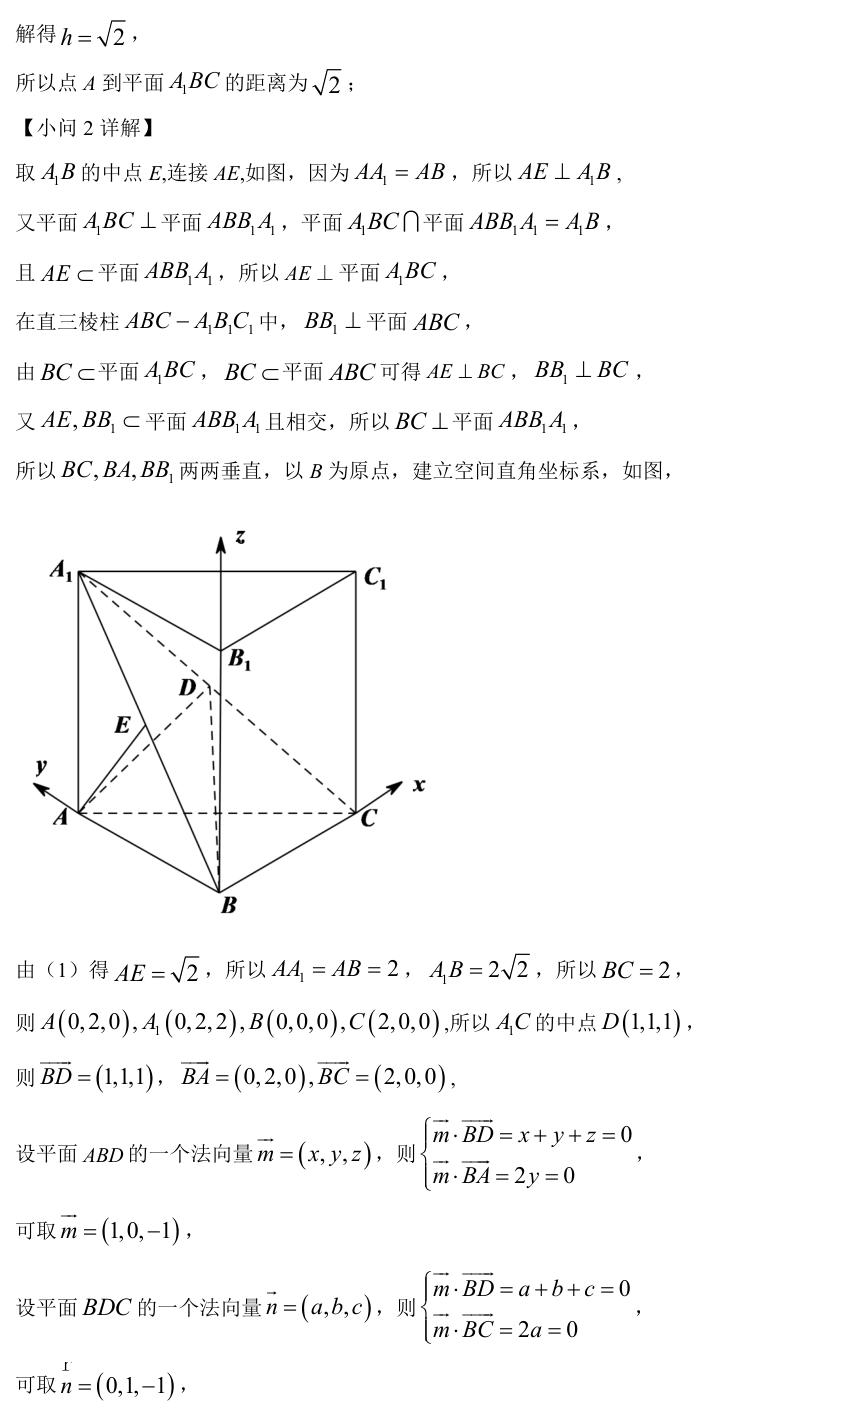 解得 $h=\sqrt{2}$，
所以点 A 到平面 $A_1BC$ 的距离为 $\sqrt{2}$；
【小问 2 详解】
取 $A_1B$ 的中点 E,连接 AE,如图，因为 $AA_1=AB$，所以 $AE\perp A_1B$，
又平面 $A_1BC\perp$ 平面 $ABB_1A_1$，平面 $A_1BC\bigcap$ 平面 $ABB_1A_1=A_1B$，
且 $AE\subset$ 平面 $ABB_1A_1$，所以 $AE\perp$ 平面 $A_1BC$，
在直三棱柱 $ABC-A_1B_1C_1$ 中，$BB_1\perp$ 平面 $ABC$，
由 $BC\subset$ 平面 $A_1BC$，$BC\subset$ 平面 $ABC$ 可得 $AE\perp BC$，$BB_1\perp BC$，
又 $AE,BB_1\subset$ 平面 $ABB_1A_1$ 且相交，所以 $BC\perp$ 平面 $ABB_1A_1$，
所以 $BC,BA,BB_1$ 两两垂直，以 B 为原点，建立空间直角坐标系，如图，
z
A₁
C₁
B₁
D
E
y
x
A
C
B
由（1）得 $AE=\sqrt{2}$，所以 $AA_1=AB=2$，$A_1B=2\sqrt{2}$，所以 $BC=2$，
则 $A(0,2,0),A_1(0,2,2),B(0,0,0),C(2,0,0)$,所以 $A_1C$ 的中点 $D(1,1,1)$，
则 $\overrightarrow{BD}=(1,1,1)$，$\overrightarrow{BA}=(0,2,0),\overrightarrow{BC}=(2,0,0)$,
设平面 ABD 的一个法向量 $\overrightarrow{m}=(x,y,z)$，则 $\begin{cases}\overrightarrow{m}\cdot\overrightarrow{BD}=x+y+z=0\\\overrightarrow{m}\cdot\overrightarrow{BA}=2y=0\end{cases}$，
可取 $\overrightarrow{m}=(1,0,-1)$，
设平面 $BDC$ 的一个法向量 $\overrightarrow{n}=(a,b,c)$，则 $\begin{cases}\overrightarrow{m}\cdot\overrightarrow{BD}=a+b+c=0\\\overrightarrow{m}\cdot\overrightarrow{BC}=2a=0\end{cases}$，
可取 $\overset{r}{n}=(0,1,-1)$，